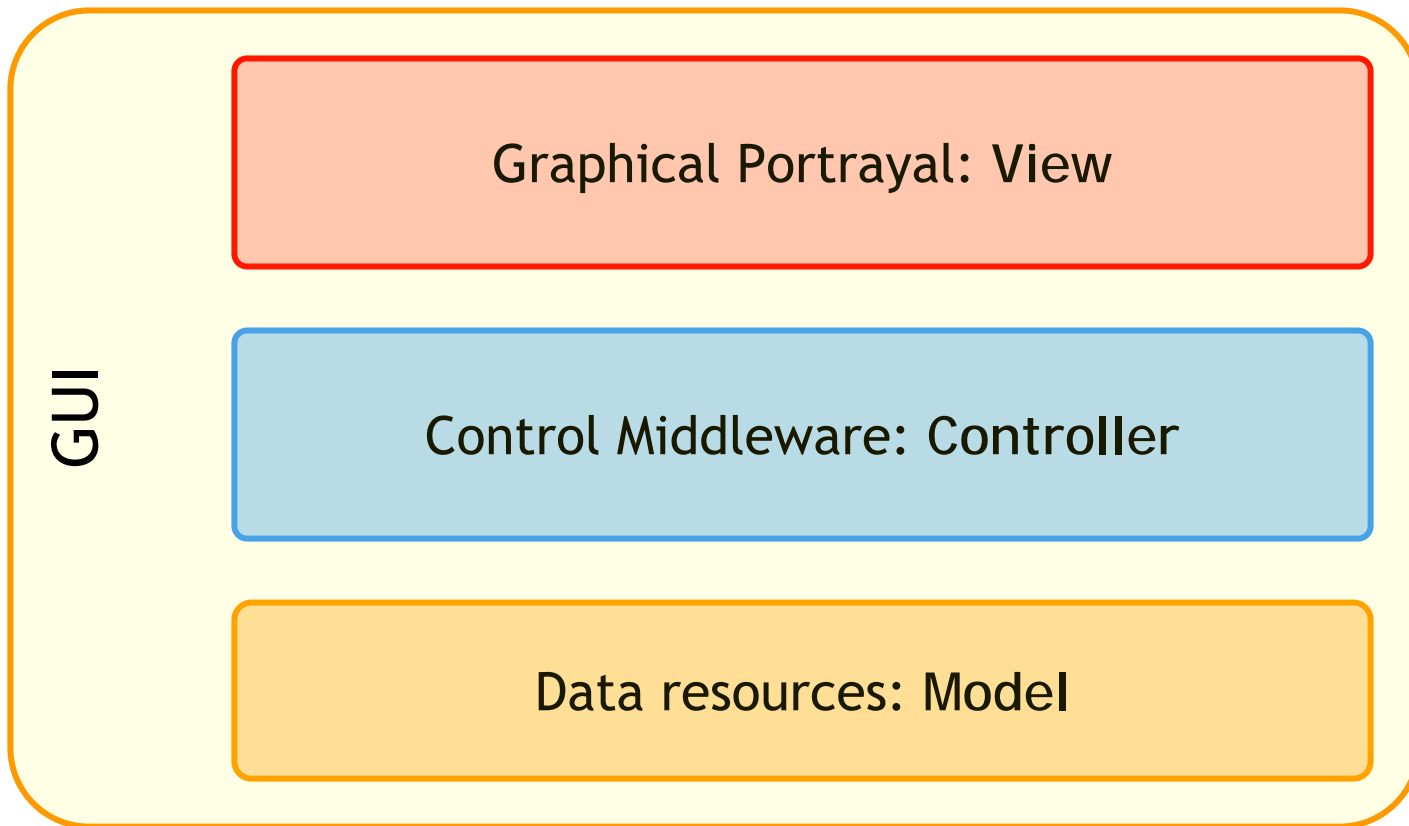 GUI
Graphical Portrayal: View
Control Middleware: Controller
Data resources: Model